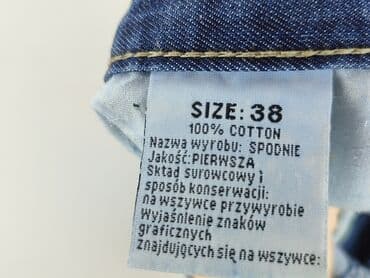 SIZE: 38
100% COTTON
Nazwa wyrobu: SPODNIE
Jakość:PIERWSZA
Skład surowcowy i
sposób konserwacji:
na wszywce przywyrobie
Wyjaśnienie znaków
graficznych
znajdujących się na wszywce: